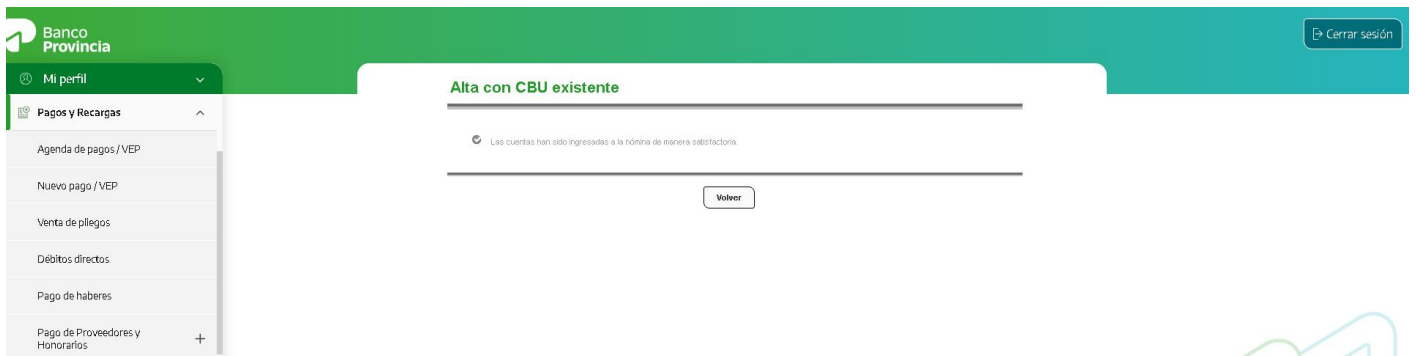 Banco
Provincia
Cerrar sesión
Mi perfil
Alta con CBU existente
Pagos y Recargas
Las cuentas han sido ingresadas a la nómina de manera satisfactoria.
Agenda de pagos / VEP
Nuevo pago / VEP
Volver
Venta de pliegos
Débitos directos
Pago de haberes
Pago de Proveedores y
Honorarios